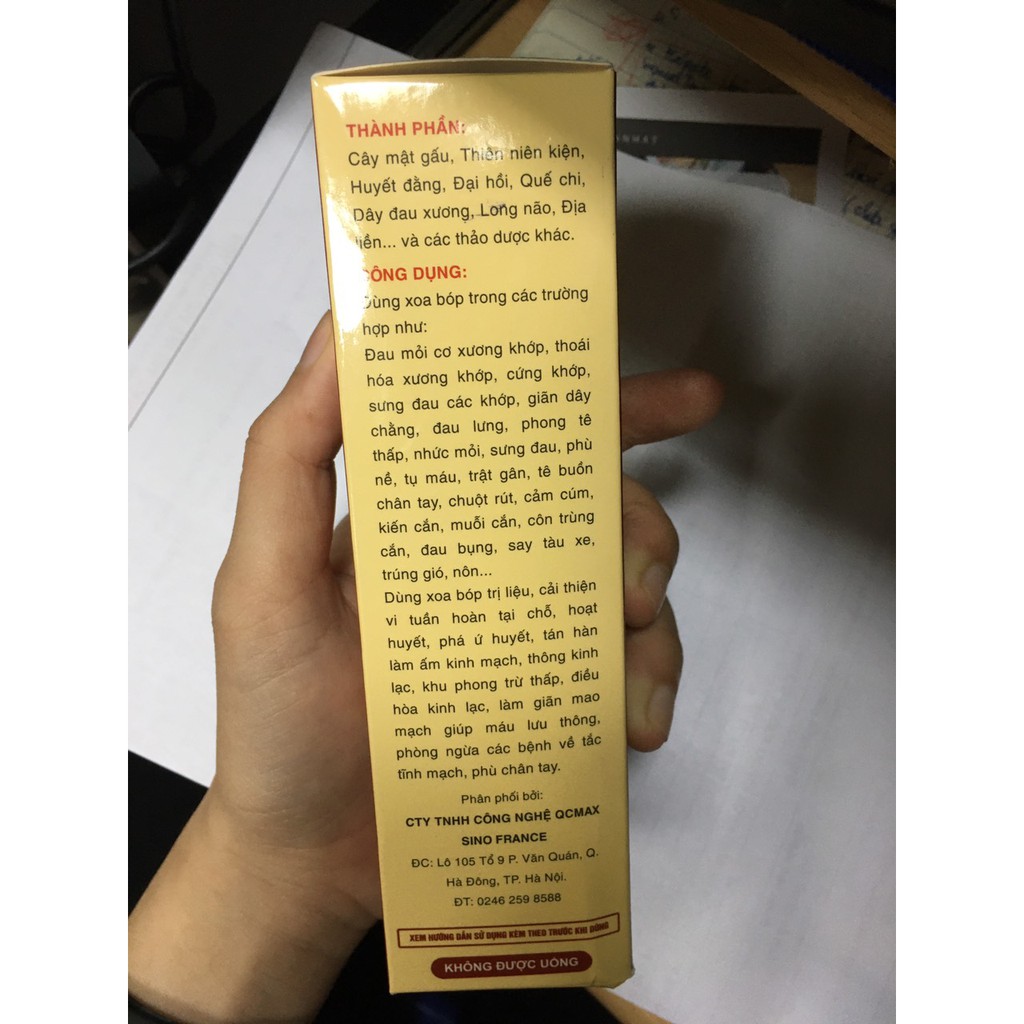 THÀNH PHẦN:
Cây mật gấu, Thiên niên kiện,
Huyết đằng, Đại hồi, Quế chi,
Dây đau xương, Long não, Địa
liền... và các thảo dược khác.
CÔNG DỤNG:
Dùng xoa bóp trong các trường
hợp như:
Đau mỏi cơ xương khớp, thoái
hóa xương khớp, cứng khớp,
sưng đau các khớp, giãn dây
chằng, đau lưng, phong tê
thấp, nhức mỏi, sưng đau, phù
nề, tụ máu, trật gân, tê buồn
chân tay, chuột rút, cảm cúm,
kiến cắn, muỗi cắn, côn trùng
cắn, đau bụng, say tàu xe,
trúng gió, nôn...
Dùng xoa bóp trị liệu, cải thiện
vi tuần hoàn tại chỗ, hoạt
huyết, phá ứ huyết, tán hàn
làm ấm kinh mạch, thông kinh
lạc, khu phong trừ thấp, điều
hòa kinh lạc, làm giãn mao
mạch giúp máu lưu thông,
phòng ngừa các bệnh về tắc
tĩnh mạch, phù chân tay.
Phân phối bởi:
CTY TNHH CÔNG NGHỆ QCMAX
SINO FRANCE
ĐC: Lô 105 Tổ 9 P. Văn Quán, Q.
Hà Đông, TP. Hà Nội.
ĐT: 0246 259 8588
XEM HƯỚNG DẪN SỬ DỤNG KÈM THEO TRƯỚC KHI DÙNG
KHÔNG ĐƯỢC UỐNG